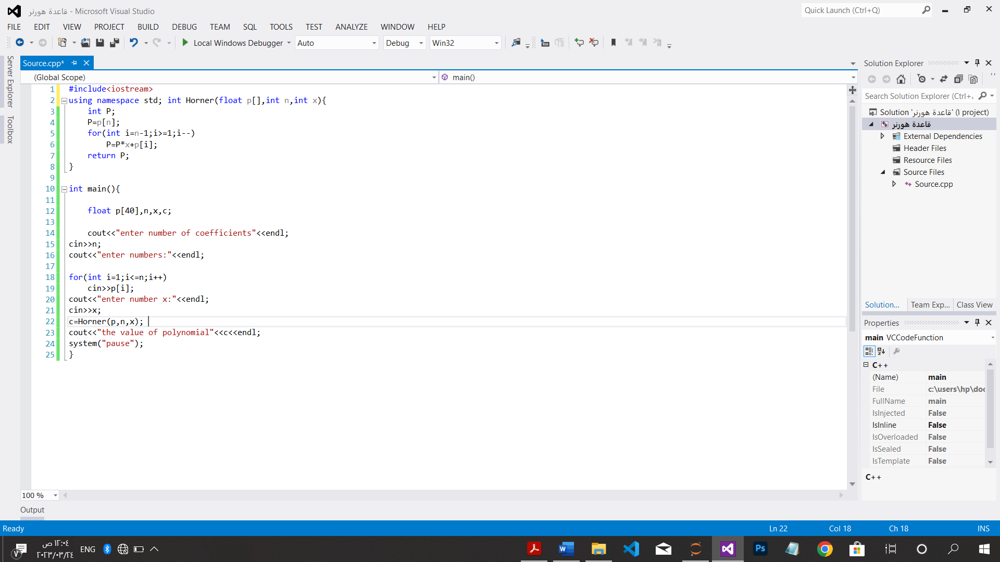 قاعدة هورنر - Microsoft Visual Studio
Quick Launch (Ctrl+Q)
FILE EDIT VIEW PROJECT BUILD DEBUG TEAM SQL TOOLS TEST ANALYZE WINDOW HELP
Local Windows Debugger Auto Debug Win32
Server Explorer
Toolbox
Source.cpp*
(Global Scope) main()
1 #include<iostream>
2 using namespace std; int Horner(float p[],int n,int x){
3 int P;
4 P=p[n];
5 for(int i=n-1;i>=1;i--)
6 P=P*x+p[i];
7 return P;
8 }
9
10 int main(){
11
12 float p[40],n,x,c;
13
14 cout<<"enter number of coefficients"<<endl;
15 cin>>n;
16 cout<<"enter numbers:"<<endl;
17
18 for(int i=1;i<=n;i++)
19 cin>>p[i];
20 cout<<"enter number x:"<<endl;
21 cin>>x;
22 c=Horner(p,n,x);
23 cout<<"the value of polynomial"<<c<<endl;
24 system("pause");
25 }
100 %
Output
Solution Explorer
Search Solution Explorer (Ctrl+
Solution 'قاعدة هورنر' (١ project)
قاعدة هورنر
External Dependencies
Header Files
Resource Files
Source Files
Source.cpp
Solution... Team Exp... Class View
Properties
main VCCodeFunction
C++
(Name) main
File c:\users\hp\doc
FullName main
IsInjected False
IsInline False
IsOverloaded False
IsSealed False
IsTemplate False
C++
Ready Ln 22 Col 18 Ch 18 INS
٧
١٢:٠٤ ص
٢٠٢٣/٠٣/٢٤
ENG
W
Ps